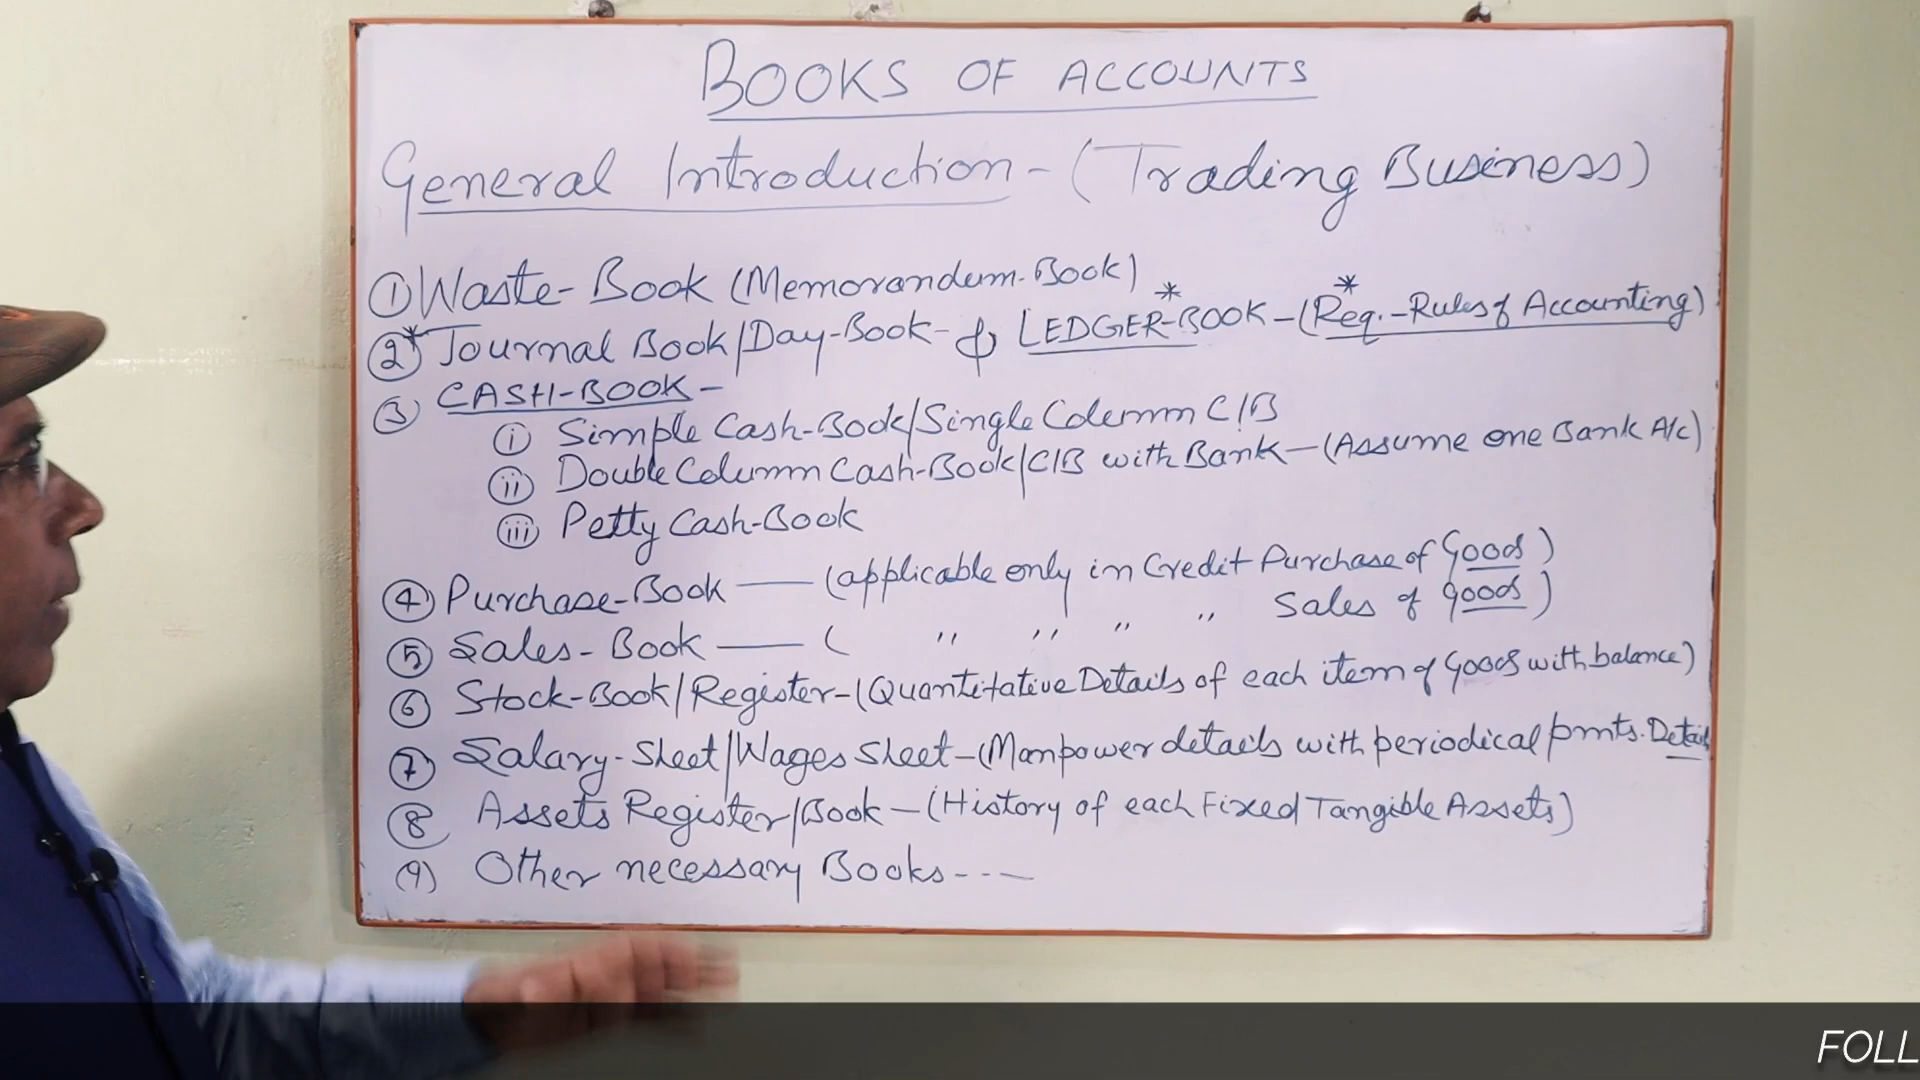 BOOKS OF ACCOUNTS
General Introduction - (Trading Business)
① Waste-Book (Memorandum-Book)
②* Journal Book/Day-Book- & LEDGER*-BOOK-(Req.*-Rules of Accounting)
③ CASH-BOOK-
ⓘ Simple Cash-Book/Single Column C/B
ⓘⓘ Double Column Cash-Book/C/B with Bank-(Assume one Bank A/c)
ⓘⓘⓘ Petty Cash-Book
④ Purchase-Book — (applicable only in Credit Purchase of Goods)
⑤ Sales-Book — ( " " " " Sales of goods)
⑥ Stock-Book/Register-(Quantitative Details of each item of Goods with balance)
⑦ Salary-Sheet/Wages Sheet-(Manpower details with periodical pmts. Details
⑧ Assets Register/Book-(History of each Fixed Tangible Assets)
(9) Other necessary Books---
FOLL